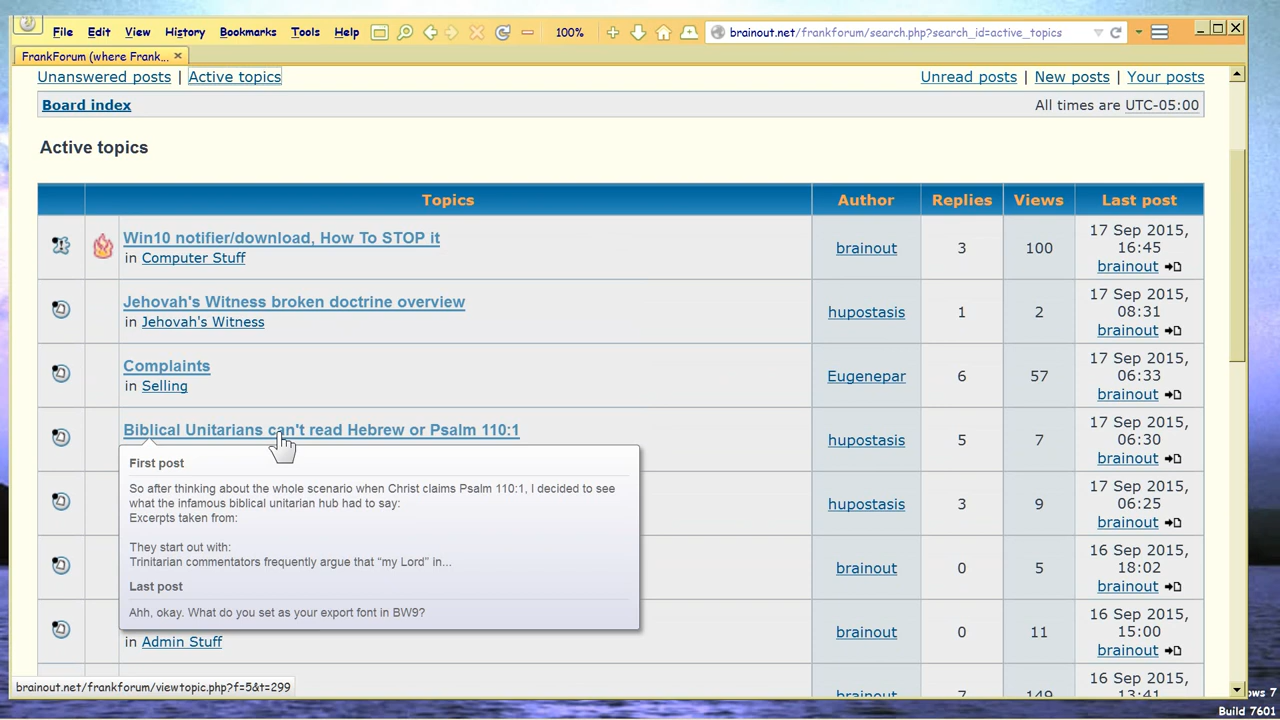 File Edit View History Bookmarks Tools Help 100% brainout.net/frankforum/search.php?search_id=active_topics
FrankForum (where Frank...
Unanswered posts | Active topics Unread posts | New posts | Your posts
Board index All times are UTC-05:00
Active topics
Topics Author Replies Views Last post
Win10 notifier/download, How To STOP it
in Computer Stuff
brainout 3 100
17 Sep 2015,
16:45
brainout
Jehovah's Witness broken doctrine overview
in Jehovah's Witness
hupostasis 1 2
17 Sep 2015,
08:31
brainout
Complaints
in Selling
Eugenepar 6 57
17 Sep 2015,
06:33
brainout
Biblical Unitarians can't read Hebrew or Psalm 110:1
hupostasis 5 7
17 Sep 2015,
06:30
brainout
First post
So after thinking about the whole scenario when Christ claims Psalm 110:1, I decided to see
what the infamous biblical unitarian hub had to say:
Excerpts taken from:
They start out with:
Trinitarian commentators frequently argue that “my Lord” in...
Last post
Ahh, okay. What do you set as your export font in BW9?
hupostasis 3 9
17 Sep 2015,
06:25
brainout
brainout 0 5
16 Sep 2015,
18:02
brainout
in Admin Stuff
brainout 0 11
16 Sep 2015,
15:00
brainout
brainout 7 149
16 Sep 2015,
13:41
brainout.net/frankforum/viewtopic.php?f=5&t=299
ows 7
Build 7601